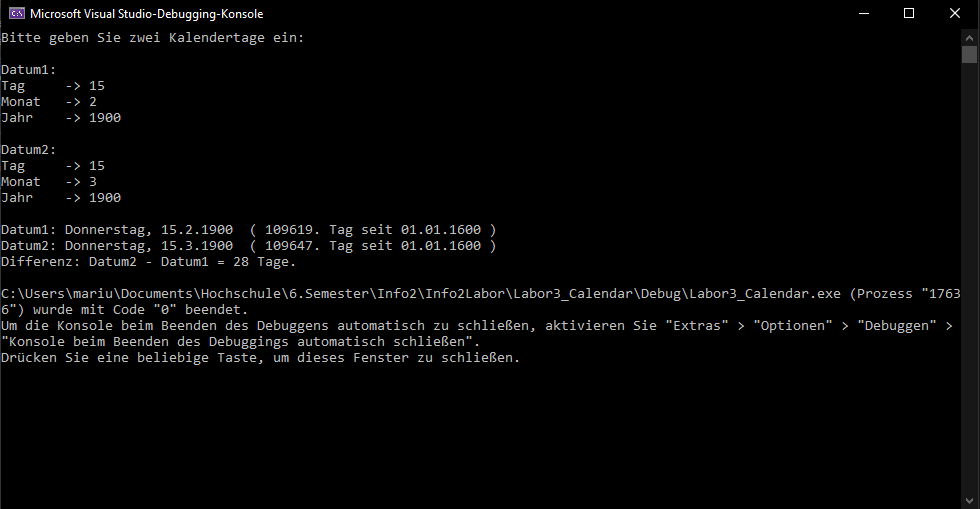 Microsoft Visual Studio-Debugging-Konsole
Bitte geben Sie zwei Kalendertage ein:
Datum1:
Tag     -> 15
Monat   -> 2
Jahr    -> 1900
Datum2:
Tag     -> 15
Monat   -> 3
Jahr    -> 1900
Datum1: Donnerstag, 15.2.1900  ( 109619. Tag seit 01.01.1600 )
Datum2: Donnerstag, 15.3.1900  ( 109647. Tag seit 01.01.1600 )
Differenz: Datum2 - Datum1 = 28 Tage.
C:\Users\mariu\Documents\Hochschule\6.Semester\Info2\Info2Labor\Labor3_Calendar\Debug\Labor3_Calendar.exe (Prozess "1763
6") wurde mit Code "0" beendet.
Um die Konsole beim Beenden des Debuggens automatisch zu schließen, aktivieren Sie "Extras" > "Optionen" > "Debuggen" >
"Konsole beim Beenden des Debuggings automatisch schließen".
Drücken Sie eine beliebige Taste, um dieses Fenster zu schließen.